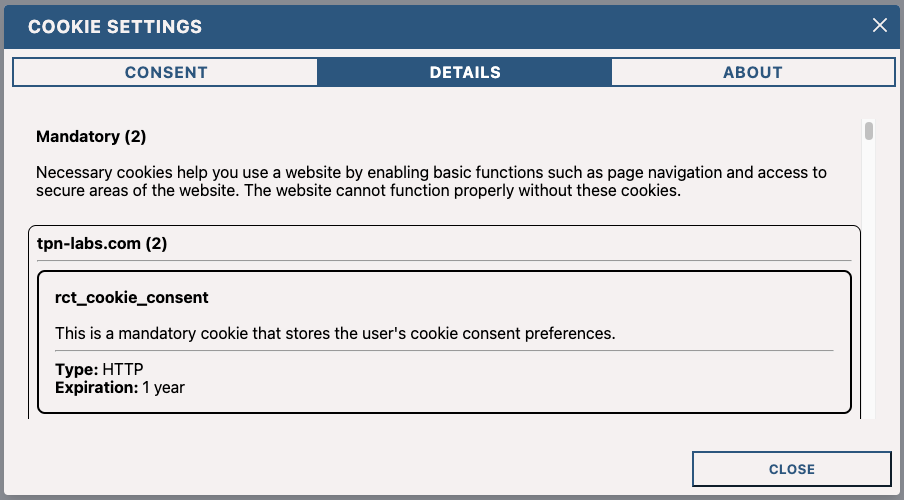 COOKIE SETTINGS
CONSENT
DETAILS
ABOUT
Mandatory (2)
Necessary cookies help you use a website by enabling basic functions such as page navigation and access to
secure areas of the website. The website cannot function properly without these cookies.
tpn-labs.com (2)
rct_cookie_consent
This is a mandatory cookie that stores the user's cookie consent preferences.
Type: HTTP
Expiration: 1 year
CLOSE